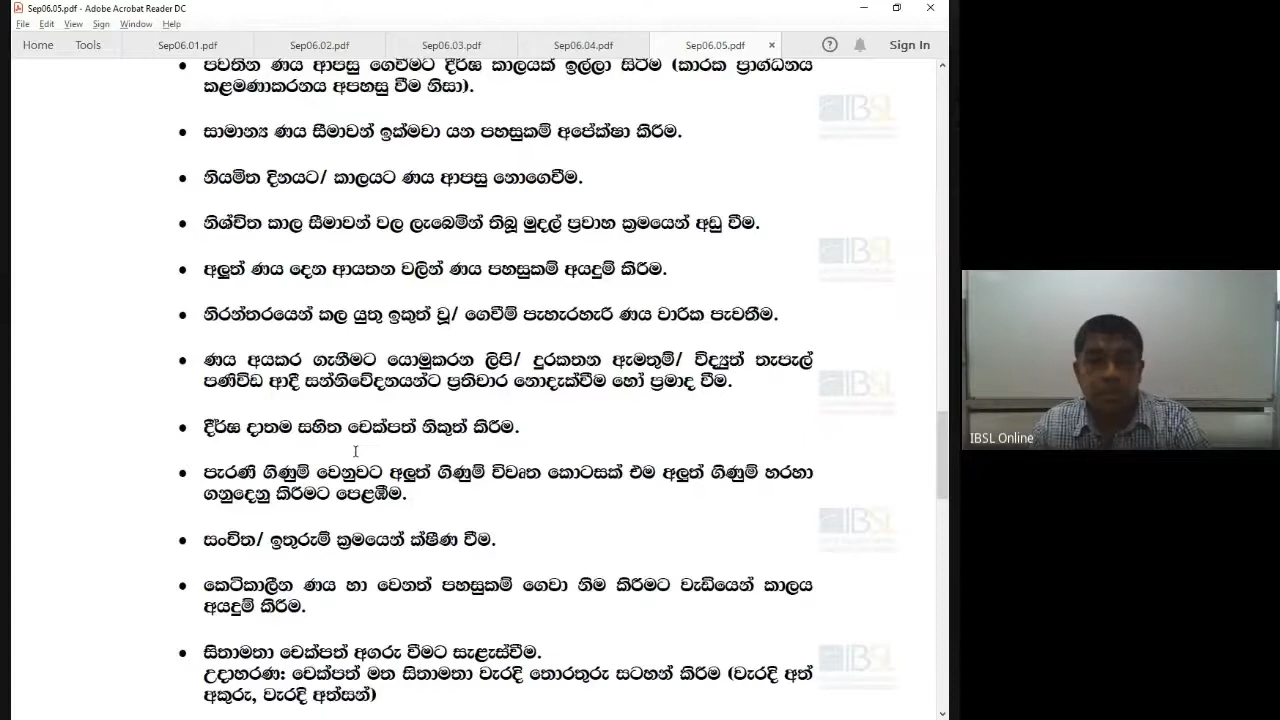 Sep06.05.pdf - Adobe Acrobat Reader DC
File Edit View Sign Window Help
Home Tools Sep06.01.pdf Sep06.02.pdf Sep06.03.pdf Sep06.04.pdf Sep06.05.pdf × ? Sign In
• පවතින ණය ආපසු ගෙවීමට දීර්ඝ කාලයක් ඉල්ලා සිටීම (කාරක ප්‍රාග්ධනය
කළමණාකරනය අපහසු වීම නිසා).
• සාමාන්‍ය ණය සීමාවන් ඉක්මවා යන පහසුකම් අපේක්ෂා කිරීම.
• නියමිත දිනයට/ කාලයට ණය ආපසු නොගෙවීම.
• නිශ්චිත කාල සීමාවන් වල ලැබෙමින් තිබූ මුදල් ප්‍රවාහ ක්‍රමයෙන් අඩු වීම.
• අලුත් ණය දෙන ආයතන වලින් ණය පහසුකම් අයදුම් කිරීම.
• නිරන්තරයෙන් කල යුතු ඉකුත් වූ/ ගෙවීම් පැහැරහැරි ණය වාරික පැවතීම.
• ණය අයකර ගැනීමට යොමුකරන ලිපි/ දුරකතන ඇමතුම්/ විද්‍යුත් තැපැල්
පණිවිඩ ආදී සන්නිවේදනයන්ට ප්‍රතිචාර නොදැක්වීම හෝ ප්‍රමාද වීම.
• දීර්ඝ දාතම සහිත චෙක්පත් නිකුත් කිරීම.
• පැරණි ගිණුම් වෙනුවට අලුත් ගිණුම් විවෘත කොටසක් එම අලුත් ගිණුම් හරහා
ගනුදෙනු කිරීමට පෙළඹීම.
• සංචිත/ ඉතුරුම් ක්‍රමයෙන් ක්ෂීණ වීම.
• කෙටිකාලීන ණය හා වෙනත් පහසුකම් ගෙවා නිම කිරීමට වැඩියෙන් කාලය
අයදුම් කිරීම.
• සිතාමතා චෙක්පත් අගරු වීමට සැළැස්වීම.
උදාහරණ: චෙක්පත් මත සිතාමතා වැරදි තොරතුරු සටහන් කිරීම (වැරදි අත්
අකුරු, වැරදි අත්සන්)
IBSL
IBSL
IBSL
IBSL
IBSL
IBSL Online